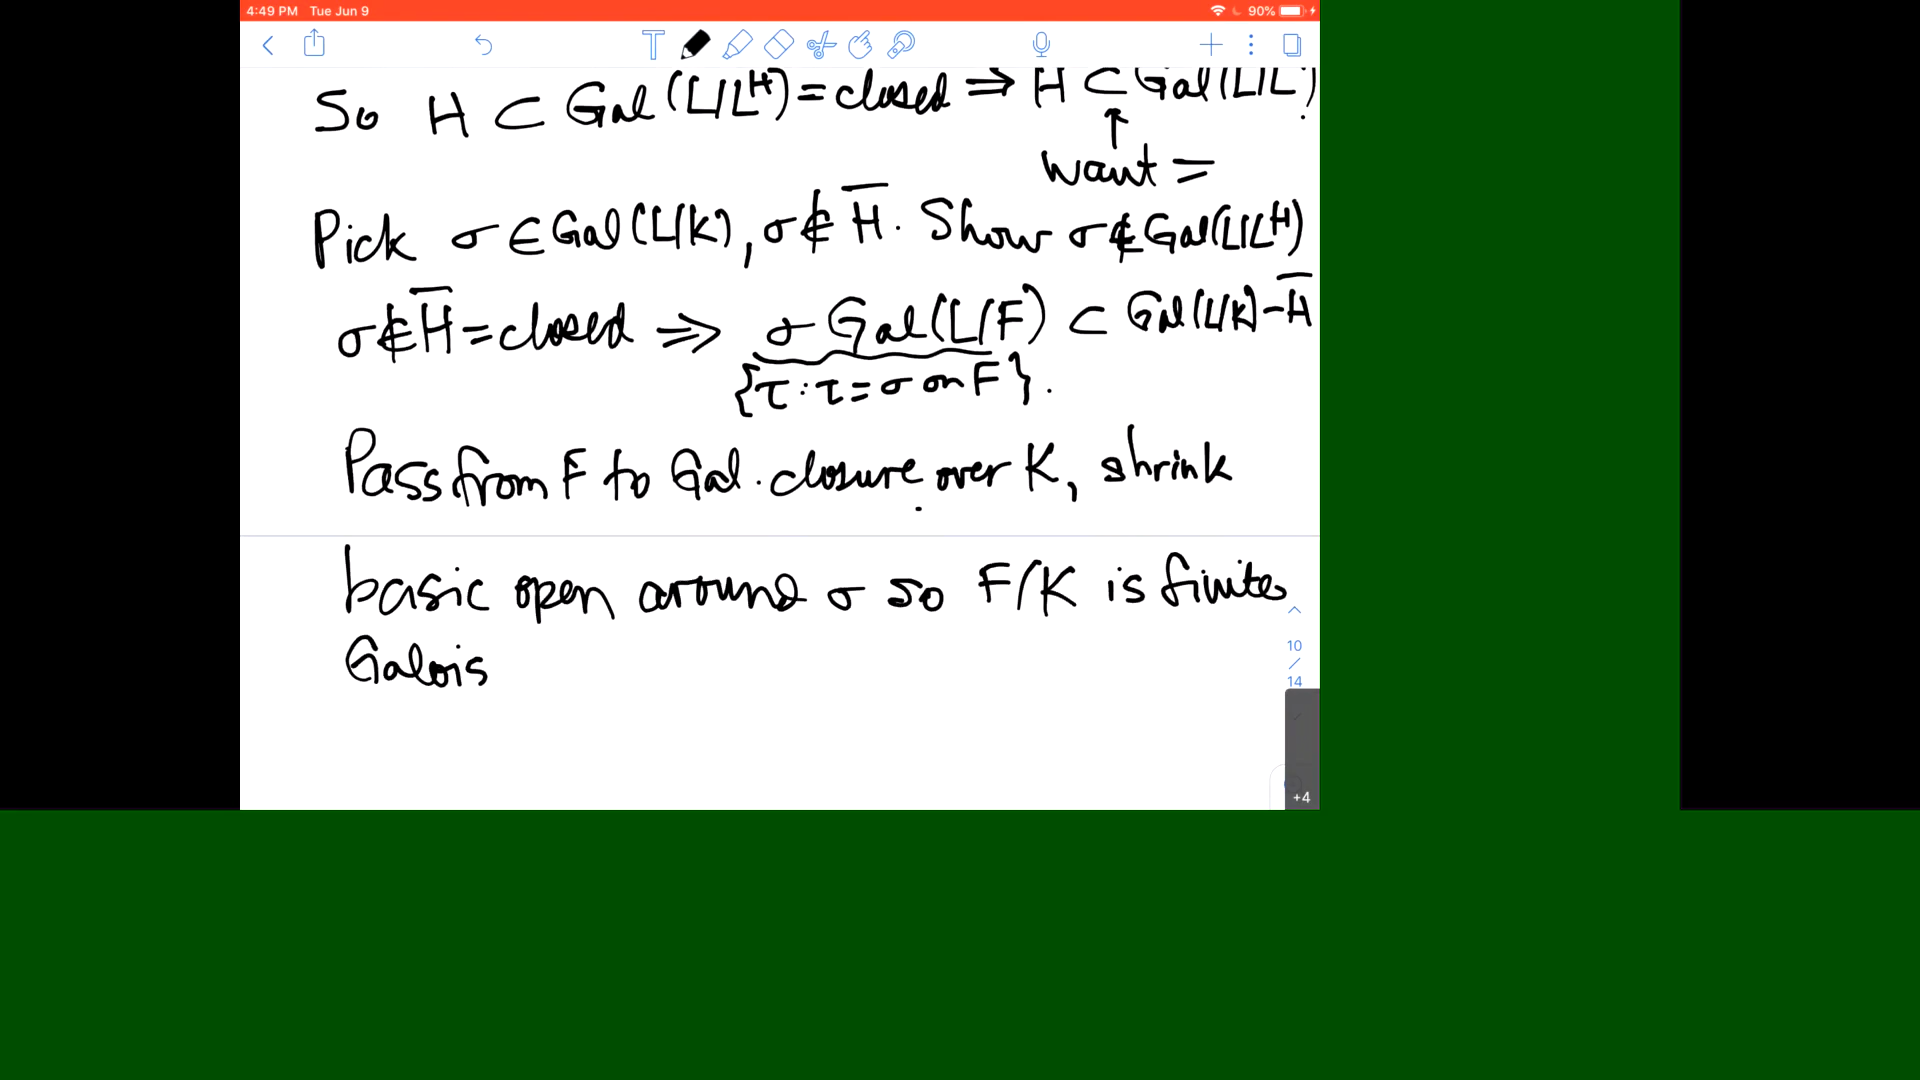 4:49 PM Tue Jun 9 90%
So H ⊂ Gal(L/L^H) = closed ⇒ H ⊂ Gal(L/L^H)
↑
want =
Pick σ ∈ Gal(L/K), σ ∉ H̅. Show σ ∉ Gal(L/L^H)
σ ∉ H̅ = closed ⇒ σ Gal(L/F) ⊂ Gal(L/K) - H̅
{τ : τ = σ on F}.
Pass from F to Gal. closure over K, shrink
basic open around σ so F/K is finite
Galois
10
/
14
+4